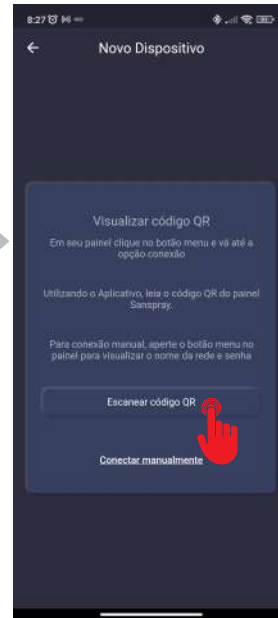 8:27
Novo Dispositivo
Visualizar código QR
Em seu painel clique no botão menu e vá até a
opção conexão
Utilizando o Aplicativo, leia o código QR do painel
Sanspray.
Para conexão manual, aperte o botão menu no
painel para visualizar o nome da rede e senha
Escanear código QR
Conectar manualmente